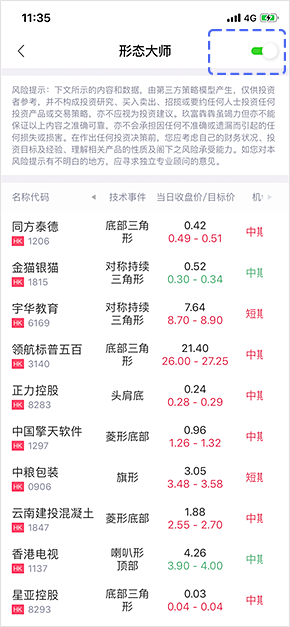 11:35
4G
形态大师
风险提示：下文所示的内容和数据，由第三方策略模型产生，仅供投资
者参考，并不构成投资研究、买入卖出、招揽或要约任何人士投资任何
投资产品或交易策略，亦不应视为投资建议。玖富犇犇虽竭力但亦不能
保证以上内容之准确可靠，亦不会承担因任何不准确或遗漏而引起的任
何损失或损害。在作出任何投资决策前，您应考虑自己的财务状况、投
资目标及经验、理解相关产品的性质及阁下之风险承受能力。如您对本
风险提示有不明白的地方，应寻求独立专业顾问的意见。
名称代码 技术事件 当日收盘价/目标价
同方泰德 底部三角形 0.42 中
HK 1206 0.49 - 0.51
金猫银猫 对称持续三角形 0.52 中
HK 1815 0.30 - 0.34
宇华教育 对称持续三角形 7.64 短
HK 6169 8.70 - 8.90
领航标普五百 底部三角形 21.40 中
HK 3140 26.00 - 27.25
正力控股 头肩底 0.24 中
HK 8283 0.28 - 0.29
中国擎天软件 菱形底部 0.96 中
HK 1297 1.26 - 1.32
中粮包装 旗形 3.05 短
HK 0906 3.48 - 3.58
云南建投混凝土 菱形底部 1.88 中
HK 1847 2.55 - 2.70
香港电视 喇叭形顶部 4.26 中
HK 1137 3.90 - 4.00
星亚控股 底部三角形 0.03 中
HK 8293 0.04 - 0.04